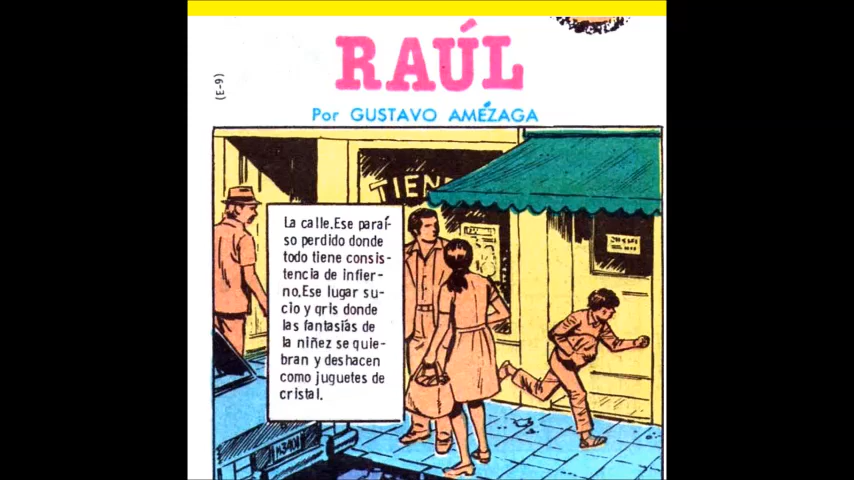 RAÚL
(E-9)
Por GUSTAVO AMÉZAGA
TIEN
La calle.Ese paraí-
so perdido donde
todo tiene consis-
tencia de infier-
no.Ese lugar su-
cio y gris donde
las fantasías de
la niñez se quie-
bran y deshacen
como juguetes de
cristal.